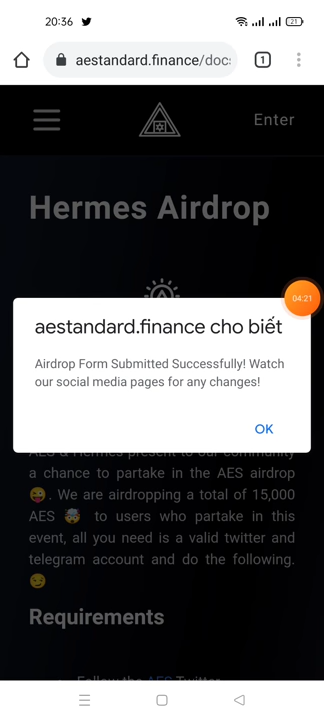 20:36
21
aestandard.finance/doc
1
Enter
Hermes Airdrop
04:21
aestandard.finance cho biết
Airdrop Form Submitted Successfully! Watch
our social media pages for any changes!
OK
AES & Hermes present to our community
a chance to partake in the AES airdrop
😜. We are airdropping a total of 15,000
AES 🤯 to users who partake in this
event, all you need is a valid twitter and
telegram account and do the following.
😏
Requirements
Follow the AES Twitter